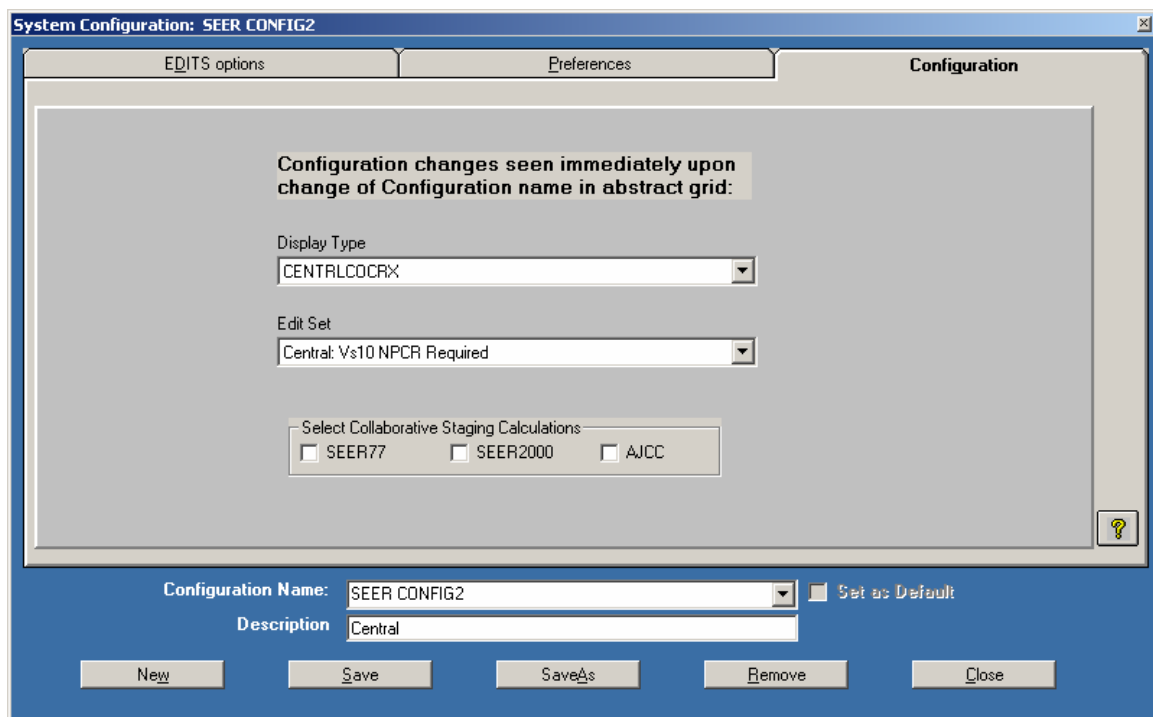 System Configuration: SEER CONFIG2
EDITS options
Preferences
Configuration
Configuration changes seen immediately upon
change of Configuration name in abstract grid:
Display Type
CENTRLCOCRX
Edit Set
Central: Vs10 NPCR Required
Select Collaborative Staging Calculations
SEER77 SEER2000 AJCC
?
Configuration Name: SEER CONFIG2 Set as Default
Description Central
New Save SaveAs Remove Close